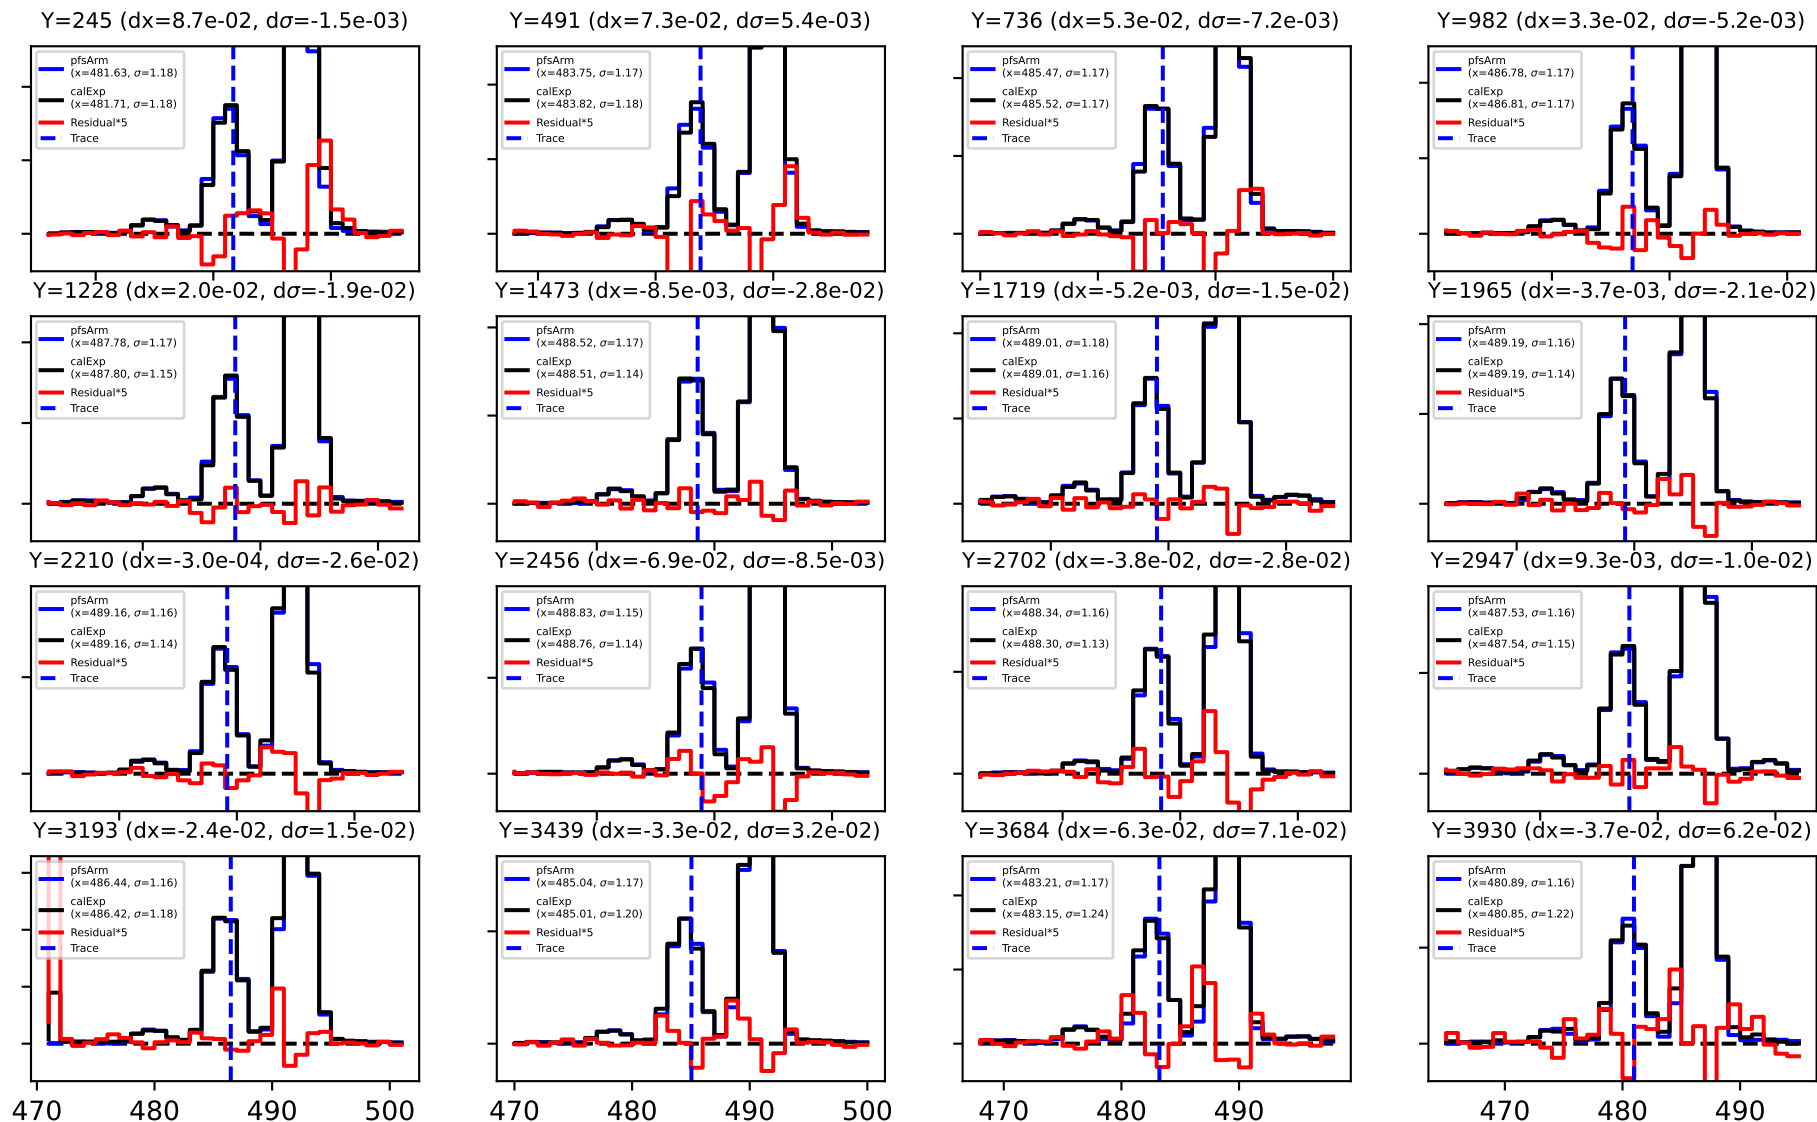 Y=245 (dx=8.7e-02, dσ=-1.5e-03)
pfsArm
(x=481.63, σ=1.18)
calExp
(x=481.71, σ=1.18)
Residual*5
Trace
Y=491 (dx=7.3e-02, dσ=5.4e-03)
pfsArm
(x=483.75, σ=1.17)
calExp
(x=483.82, σ=1.18)
Residual*5
Trace
Y=736 (dx=5.3e-02, dσ=-7.2e-03)
pfsArm
(x=485.47, σ=1.17)
calExp
(x=485.52, σ=1.17)
Residual*5
Trace
Y=982 (dx=3.3e-02, dσ=-5.2e-03)
pfsArm
(x=486.78, σ=1.17)
calExp
(x=486.81, σ=1.17)
Residual*5
Trace
Y=1228 (dx=2.0e-02, dσ=-1.9e-02)
pfsArm
(x=487.78, σ=1.17)
calExp
(x=487.80, σ=1.15)
Residual*5
Trace
Y=1473 (dx=-8.5e-03, dσ=-2.8e-02)
pfsArm
(x=488.52, σ=1.17)
calExp
(x=488.51, σ=1.14)
Residual*5
Trace
Y=1719 (dx=-5.2e-03, dσ=-1.5e-02)
pfsArm
(x=489.01, σ=1.18)
calExp
(x=489.01, σ=1.16)
Residual*5
Trace
Y=1965 (dx=-3.7e-03, dσ=-2.1e-02)
pfsArm
(x=489.19, σ=1.16)
calExp
(x=489.19, σ=1.14)
Residual*5
Trace
Y=2210 (dx=-3.0e-04, dσ=-2.6e-02)
pfsArm
(x=489.16, σ=1.16)
calExp
(x=489.16, σ=1.14)
Residual*5
Trace
Y=2456 (dx=-6.9e-02, dσ=-8.5e-03)
pfsArm
(x=488.83, σ=1.15)
calExp
(x=488.76, σ=1.14)
Residual*5
Trace
Y=2702 (dx=-3.8e-02, dσ=-2.8e-02)
pfsArm
(x=488.34, σ=1.16)
calExp
(x=488.30, σ=1.13)
Residual*5
Trace
Y=2947 (dx=9.3e-03, dσ=-1.0e-02)
pfsArm
(x=487.53, σ=1.16)
calExp
(x=487.54, σ=1.15)
Residual*5
Trace
Y=3193 (dx=-2.4e-02, dσ=1.5e-02)
pfsArm
(x=486.44, σ=1.16)
calExp
(x=486.42, σ=1.18)
Residual*5
Trace
Y=3439 (dx=-3.3e-02, dσ=3.2e-02)
pfsArm
(x=485.04, σ=1.17)
calExp
(x=485.01, σ=1.20)
Residual*5
Trace
Y=3684 (dx=-6.3e-02, dσ=7.1e-02)
pfsArm
(x=483.21, σ=1.17)
calExp
(x=483.15, σ=1.24)
Residual*5
Trace
Y=3930 (dx=-3.7e-02, dσ=6.2e-02)
pfsArm
(x=480.89, σ=1.16)
calExp
(x=480.85, σ=1.22)
Residual*5
Trace
470 480 490 500
470 480 490 500
470 480 490
470 480 490